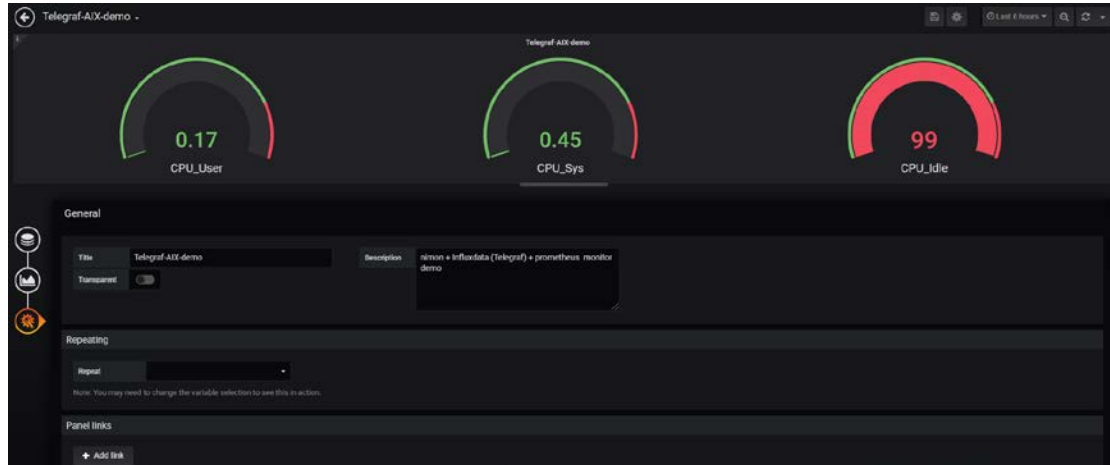 Telegraf-AIX-demo
Last 6 hours
Telegraf-AIX-demo
0.17
CPU_User
0.45
CPU_Sys
99
CPU_Idle
General
Title
Telegraf-AIX-demo
Description
nimon + Influxdata (Telegraf) + prometheus monitor
demo
Transparent
Repeating
Repeat
Note: You may need to change the variable selection to see this in action.
Panel links
+ Add link